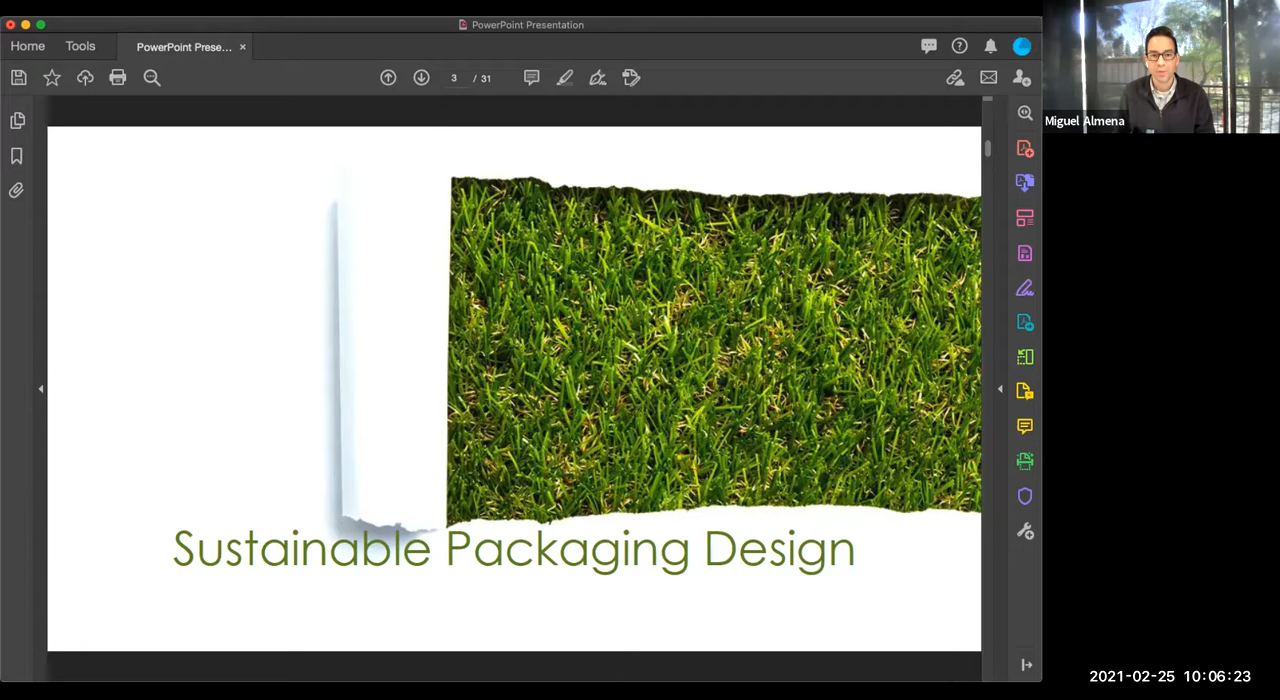 PowerPoint Presentation
Home
Tools
PowerPoint Prese...
3 / 31
Miguel Almena
Sustainable Packaging Design
2021-02-25 10:06:23